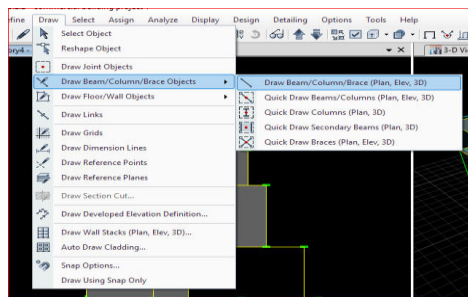 efine Draw Select Assign Analyze Display Design Detailing Options Tools Help
Select Object
Reshape Object
ory4 -
3-D Vi
Draw Joint Objects
Draw Beam/Column/Brace Objects
Draw Beam/Column/Brace (Plan, Elev, 3D)
Draw Floor/Wall Objects
Quick Draw Beams/Columns (Plan, Elev, 3D)
Draw Links
Quick Draw Columns (Plan, 3D)
Quick Draw Secondary Beams (Plan, 3D)
Draw Grids
Quick Draw Braces (Plan, Elev, 3D)
Draw Dimension Lines
Draw Reference Points
Draw Reference Planes
Draw Section Cut...
Draw Developed Elevation Definition...
Draw Wall Stacks (Plan, Elev, 3D)...
Auto Draw Cladding...
Snap Options...
Draw Using Snap Only